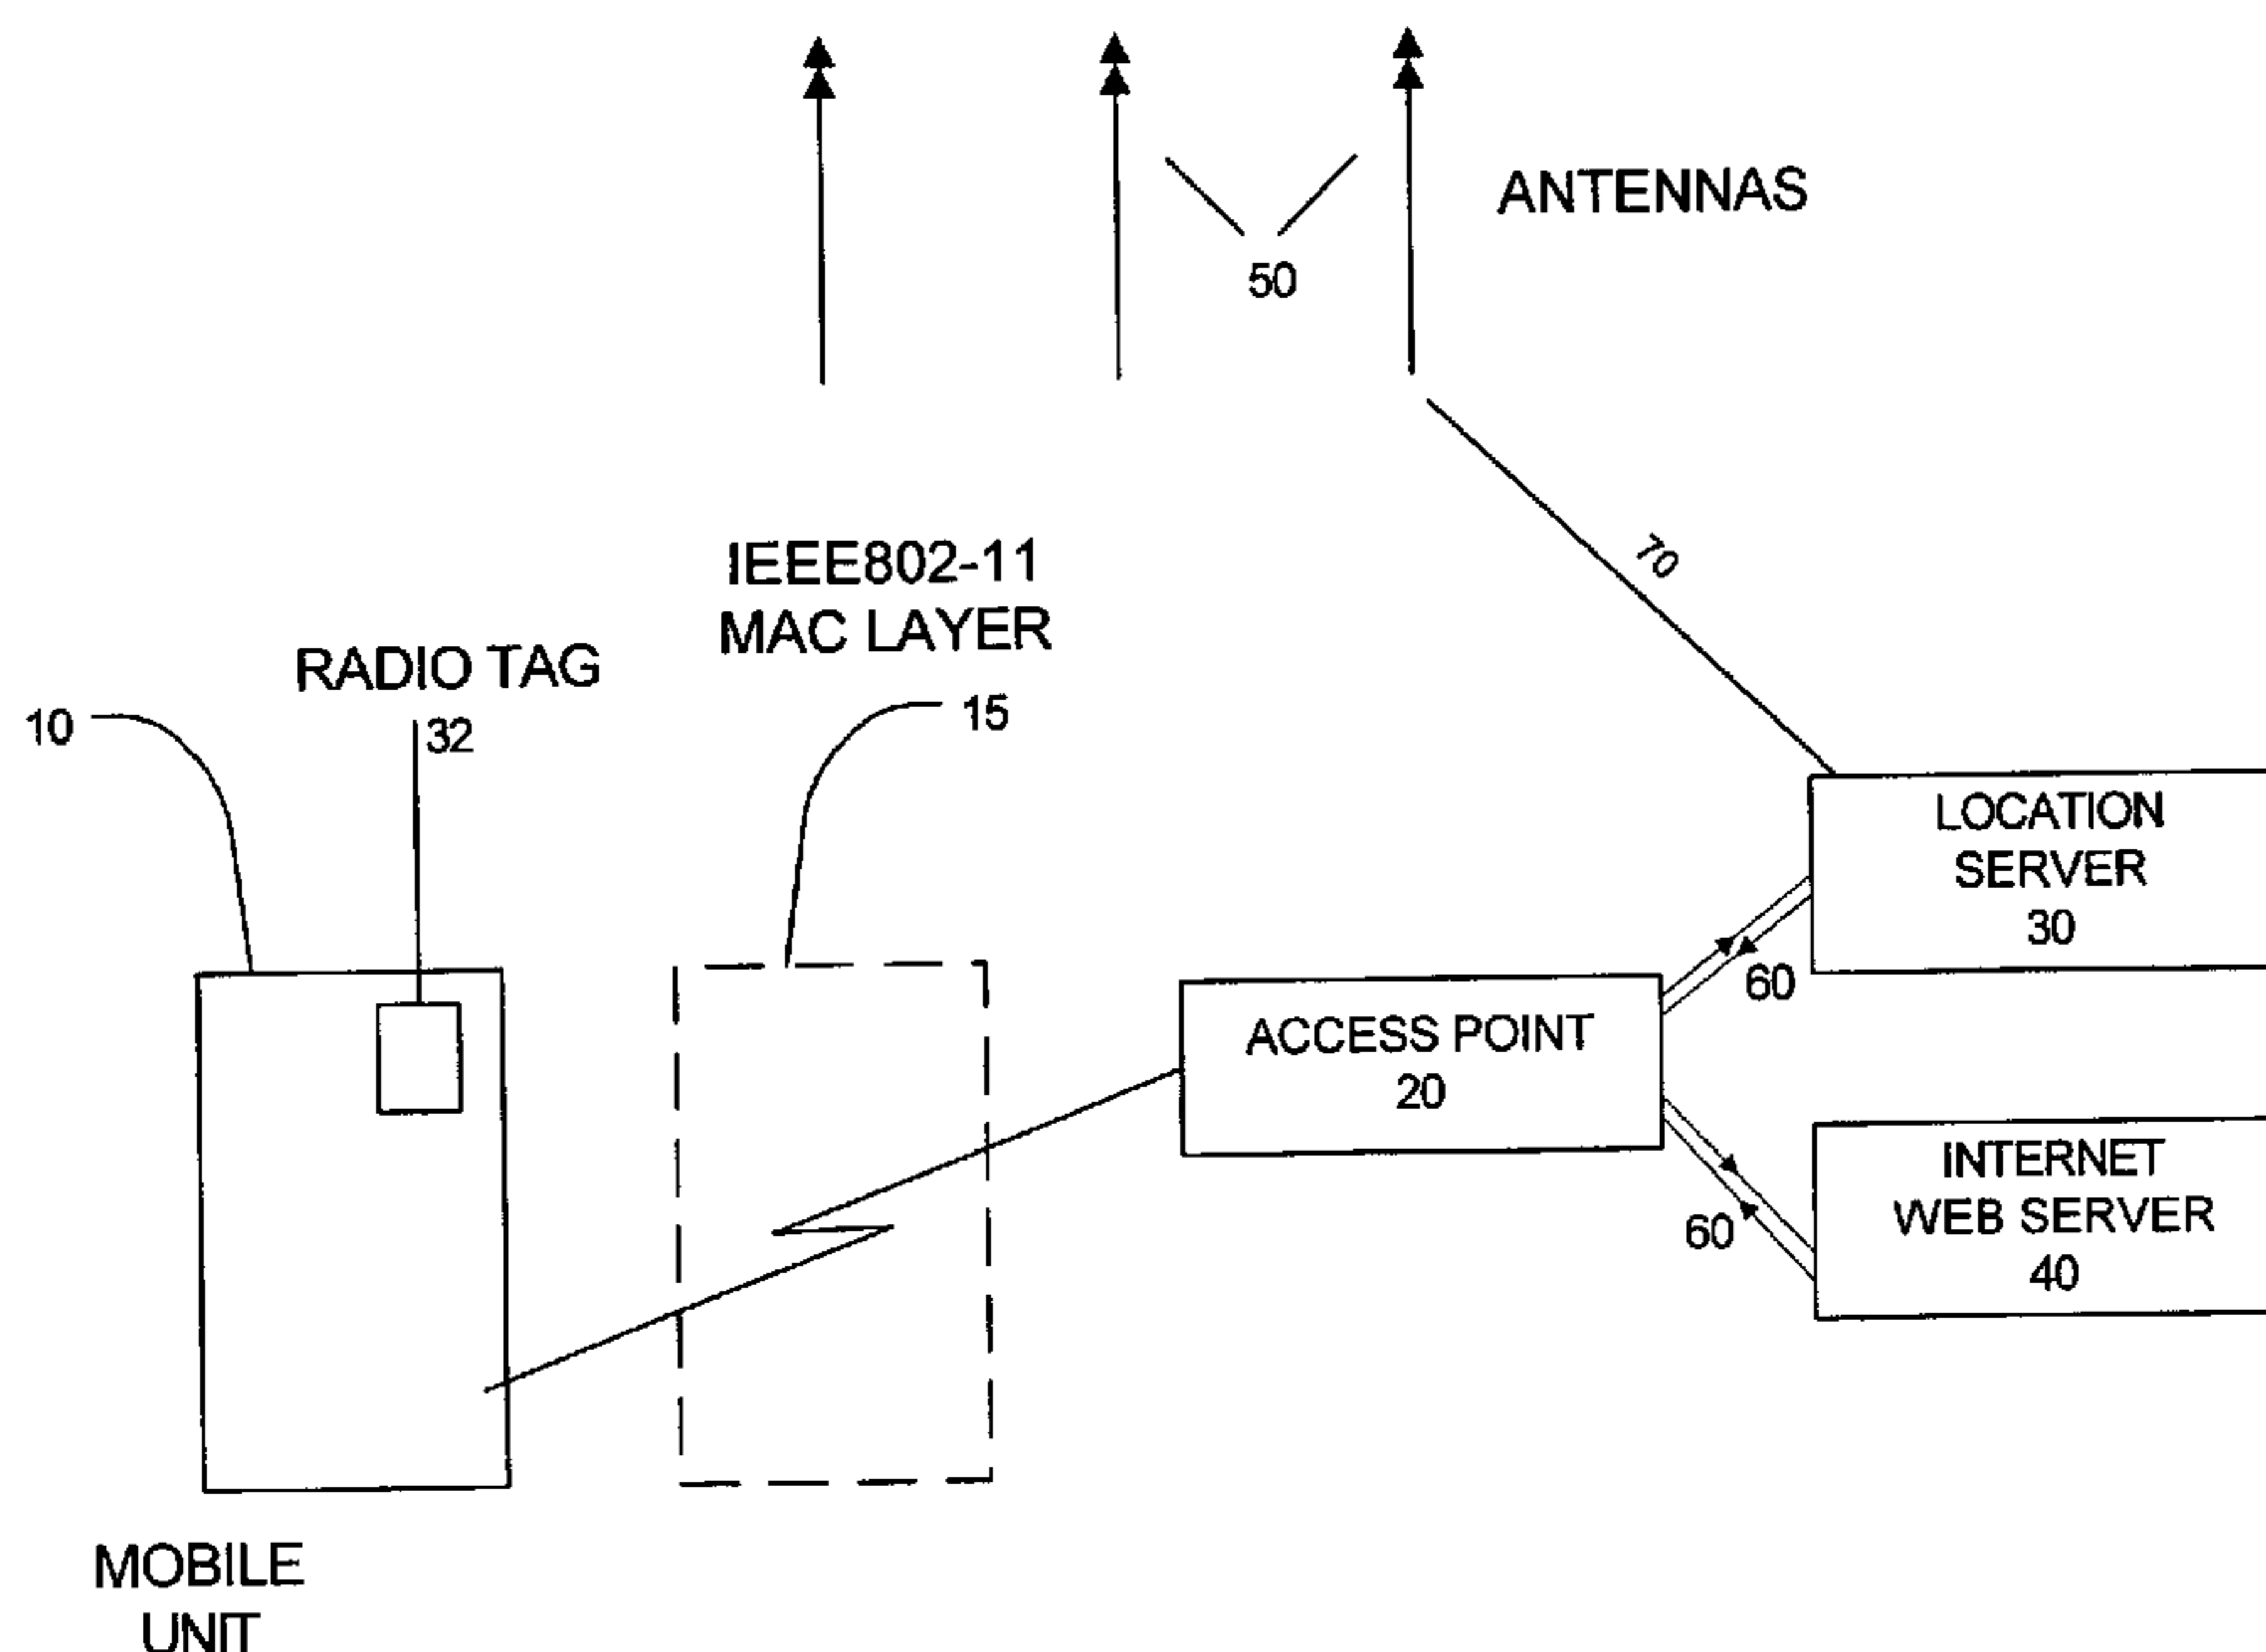 ANTENNAS
50
70
IEEE802-11
MAC LAYER
15
RADIO TAG
32
10
LOCATION
SERVER
30
60
ACCESS POINT
20
INTERNET
WEB SERVER
40
60
MOBILE
UNIT